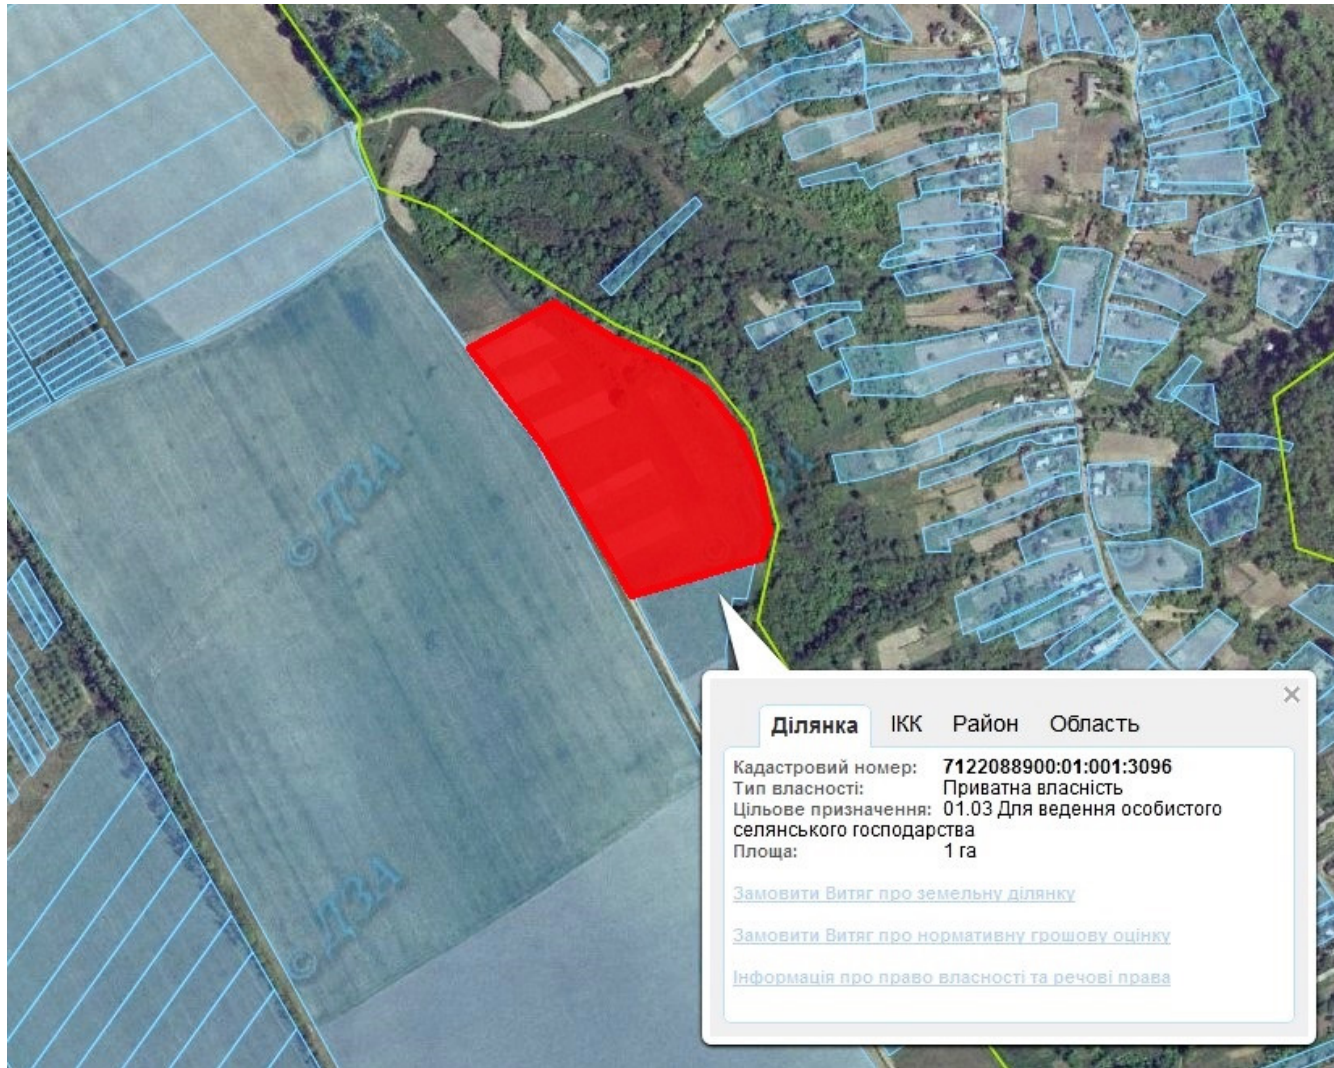 © ДЗА
© ДЗА
×
Ділянка ІКК Район Область
Кадастровий номер: 7122088900:01:001:3096
Тип власності: Приватна власність
Цільове призначення: 01.03 Для ведення особистого
селянського господарства
Площа: 1 га
Замовити Витяг про земельну ділянку
Замовити Витяг про нормативну грошову оцінку
Інформація про право власності та речові права